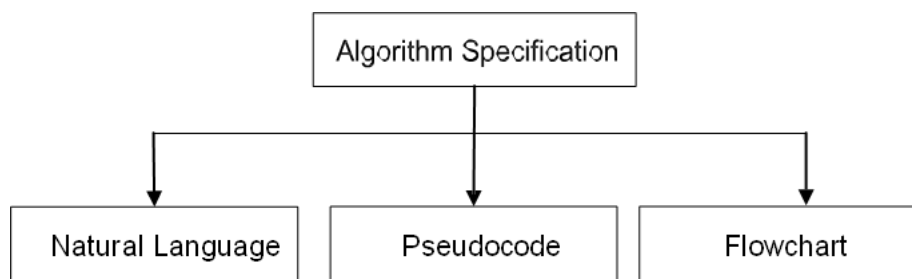 Algorithm Specification
Natural Language
Pseudocode
Flowchart